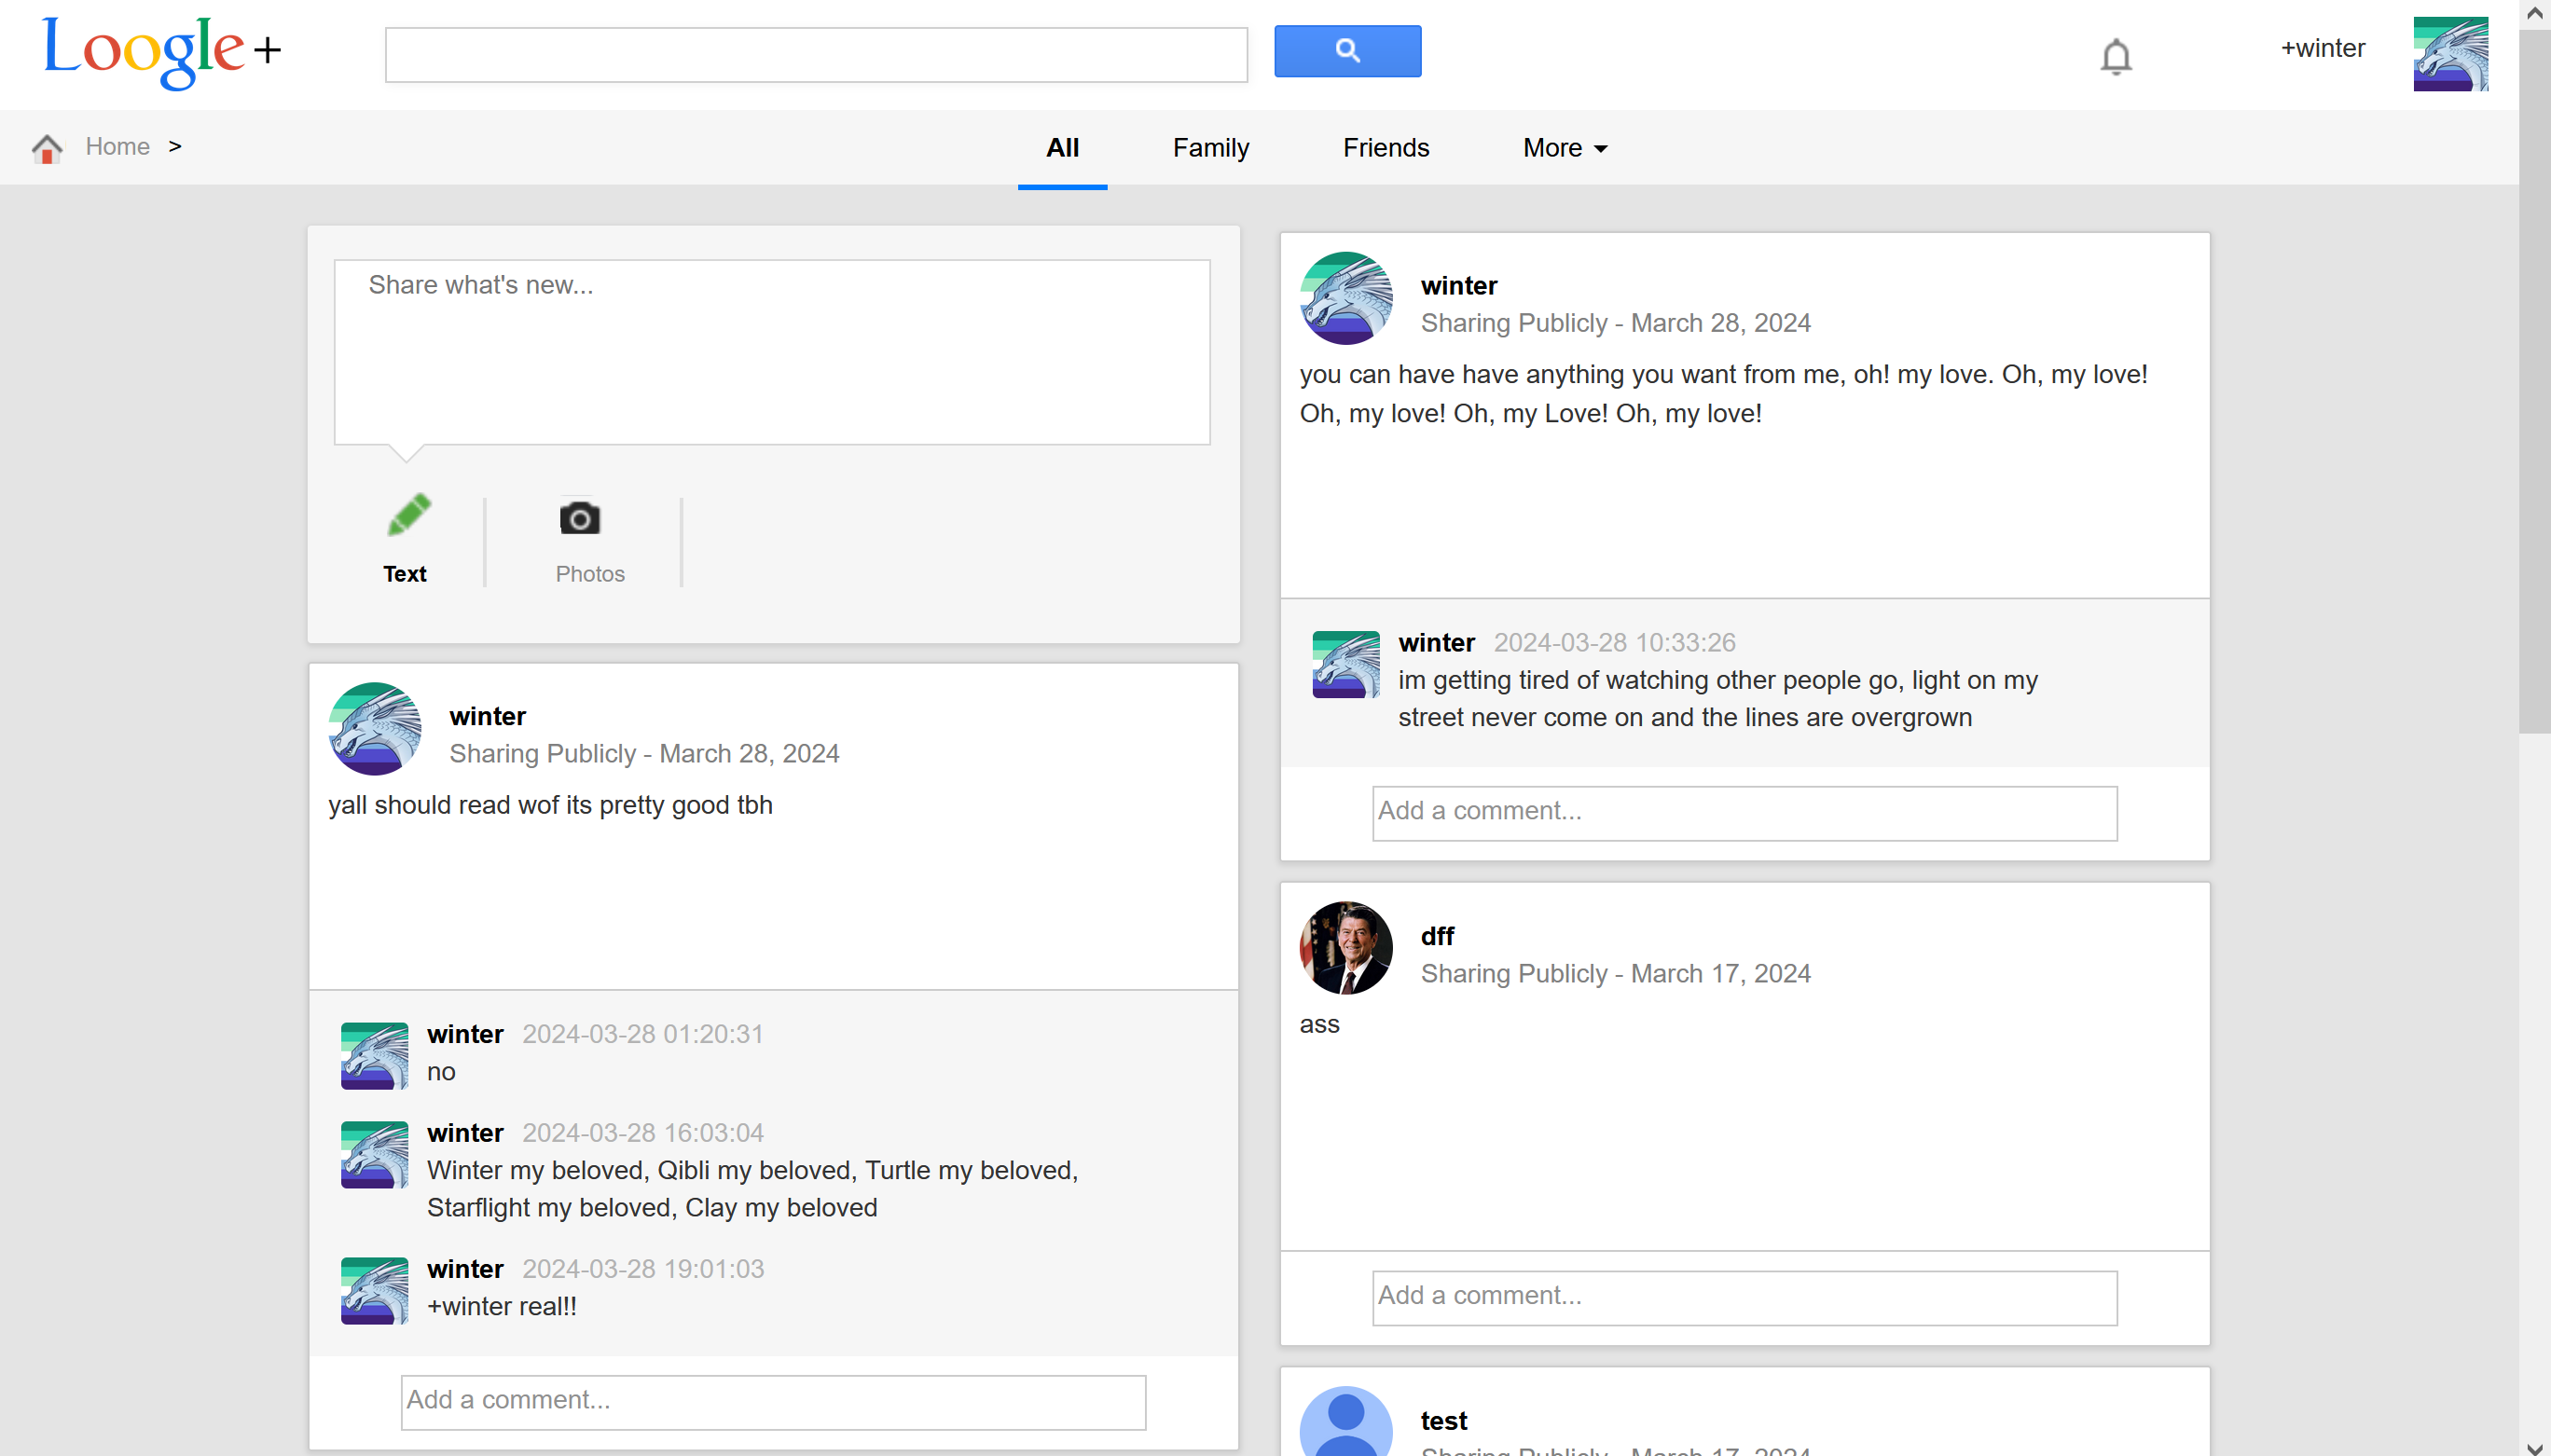 Loogle+
+winter
Home >
All
Family
Friends
More
Share what's new...
Text
Photos
winter
Sharing Publicly - March 28, 2024
yall should read wof its pretty good tbh
winter 2024-03-28 01:20:31
no
winter 2024-03-28 16:03:04
Winter my beloved, Qibli my beloved, Turtle my beloved,
Starflight my beloved, Clay my beloved
winter 2024-03-28 19:01:03
+winter real!!
Add a comment...
winter
Sharing Publicly - March 28, 2024
you can have have anything you want from me, oh! my love. Oh, my love!
Oh, my love! Oh, my Love! Oh, my love!
winter 2024-03-28 10:33:26
im getting tired of watching other people go, light on my
street never come on and the lines are overgrown
Add a comment...
dff
Sharing Publicly - March 17, 2024
ass
Add a comment...
test
Sharing Publicly - March 17, 2024